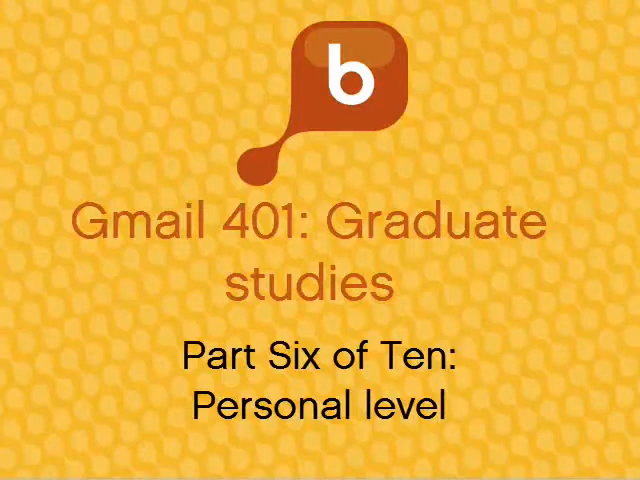 b
Gmail 401: Graduate
studies
Part Six of Ten:
Personal level